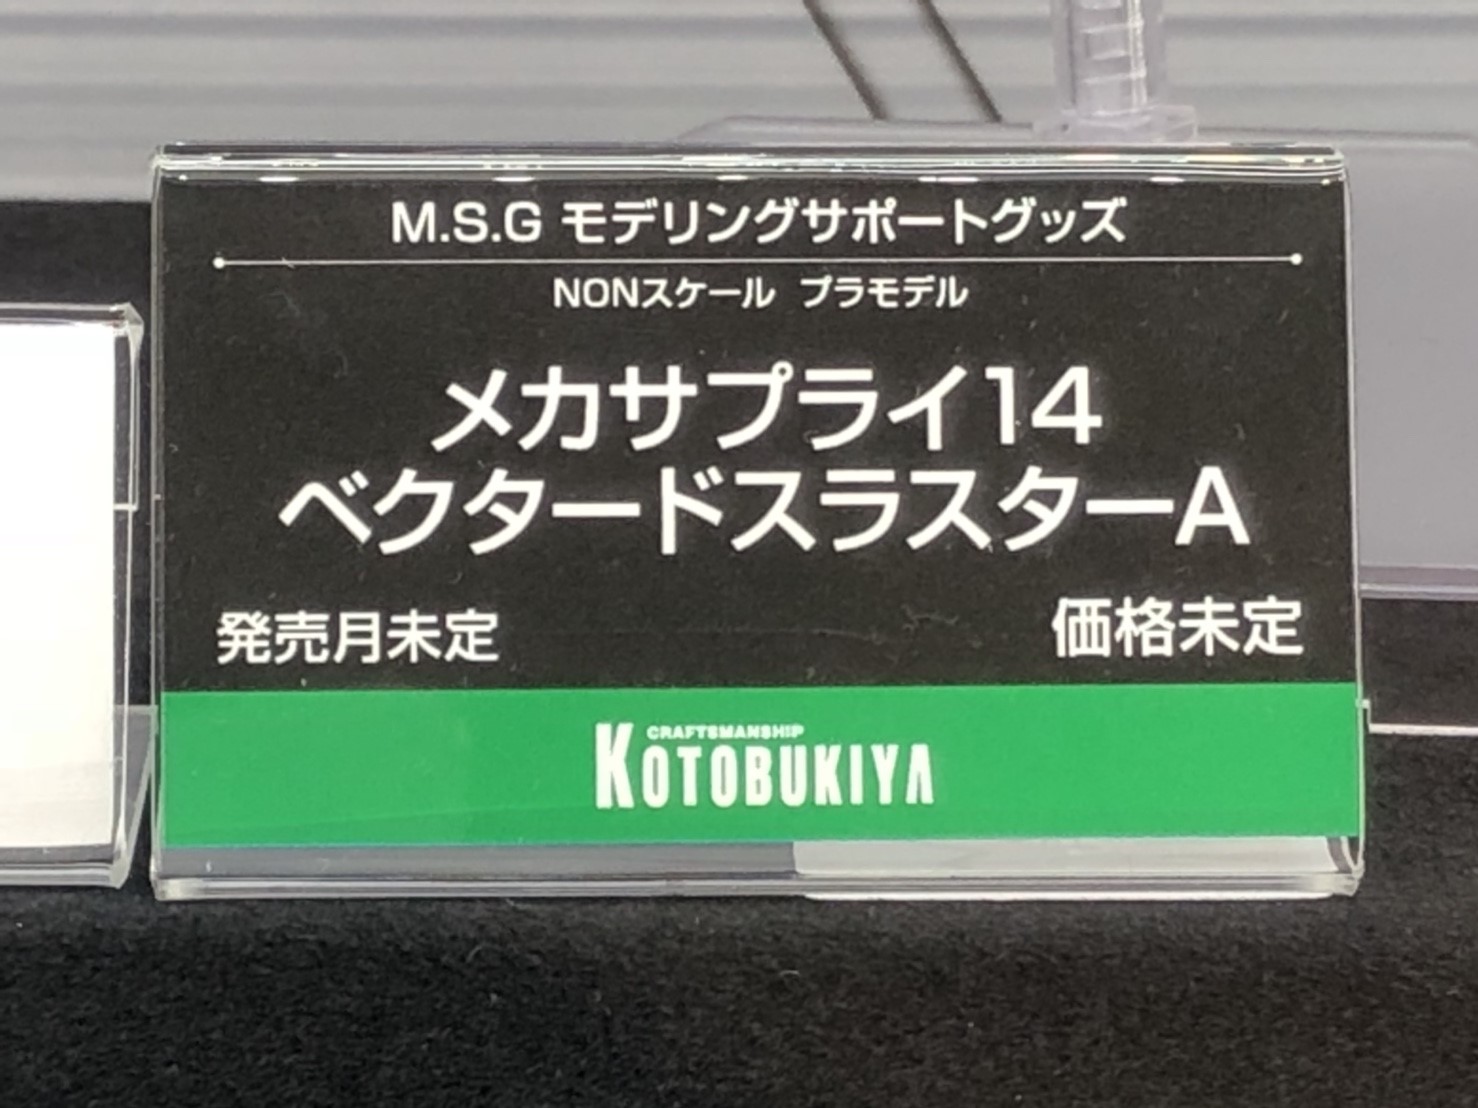 M.S.G モデリングサポートグッズ
NONスケール プラモデル
メカサプライ14
ベクタードスラスターA
発売月未定 価格未定
CRAFTSMANSHIP
KOTOBUKIYA